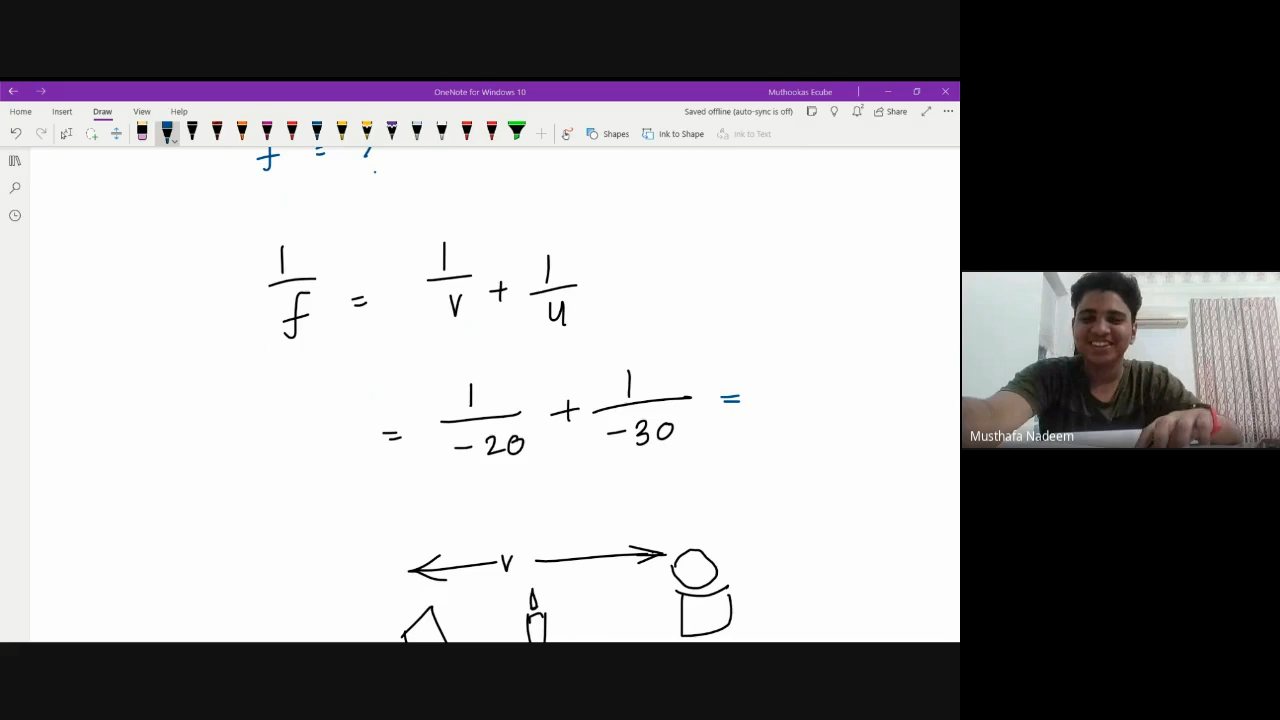 OneNote for Windows 10
Muthookas Ecube
Home Insert Draw View Help
Saved offline (auto-sync is off)
Share
Shapes
Ink to Shape
Ink to Text
f = ?
1/f = 1/v + 1/u
= 1/-20 + 1/-30 =
v
Musthafa Nadeem